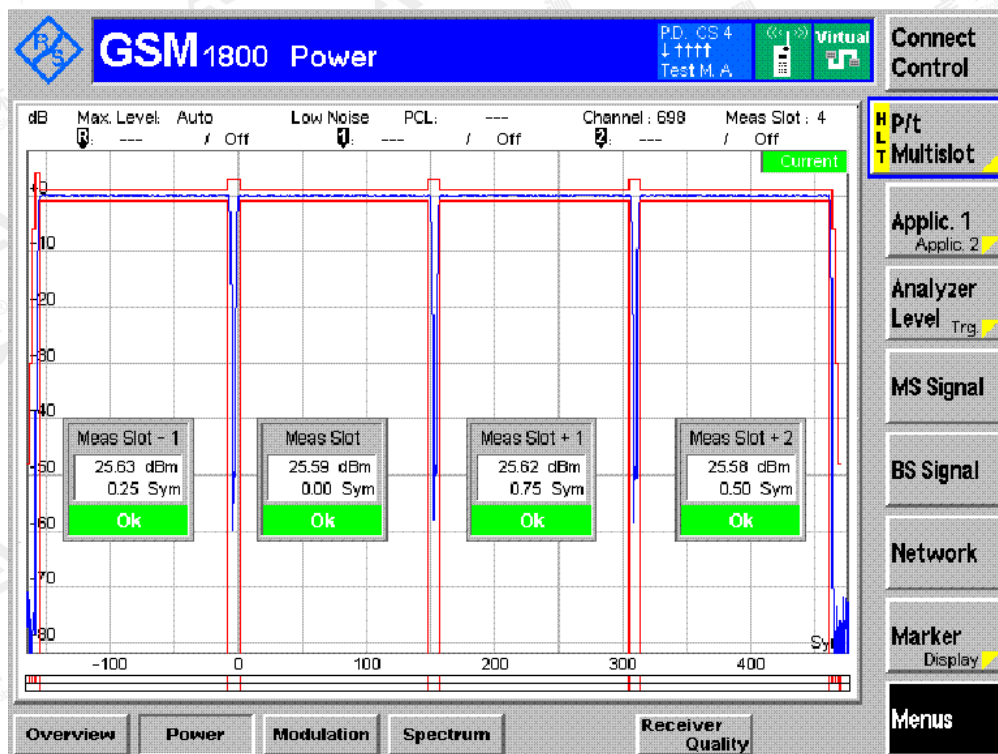 R/S
GSM 1800 Power
P.D. CS 4
↓↑↑↑↑
Test M. A
Virtual
Connect Control
dB Max. Level: Auto Low Noise PCL: --- Channel : 698 Meas Slot : 4
R: --- / Off 1: --- / Off 2: --- / Off
Current
HLT
P/t Multislot
+0
-10
-20
-30
-40
-50
-60
-70
-80
Meas Slot - 1
25.63 dBm
0.25 Sym
Ok
Meas Slot
25.59 dBm
0.00 Sym
Ok
Meas Slot + 1
25.62 dBm
0.75 Sym
Ok
Meas Slot + 2
25.58 dBm
0.50 Sym
Ok
-100 0 100 200 300 400
Applic. 1
Applic. 2
Analyzer Level Trg.
MS Signal
BS Signal
Network
Marker
Display
Menus
Overview Power Modulation Spectrum Receiver Quality